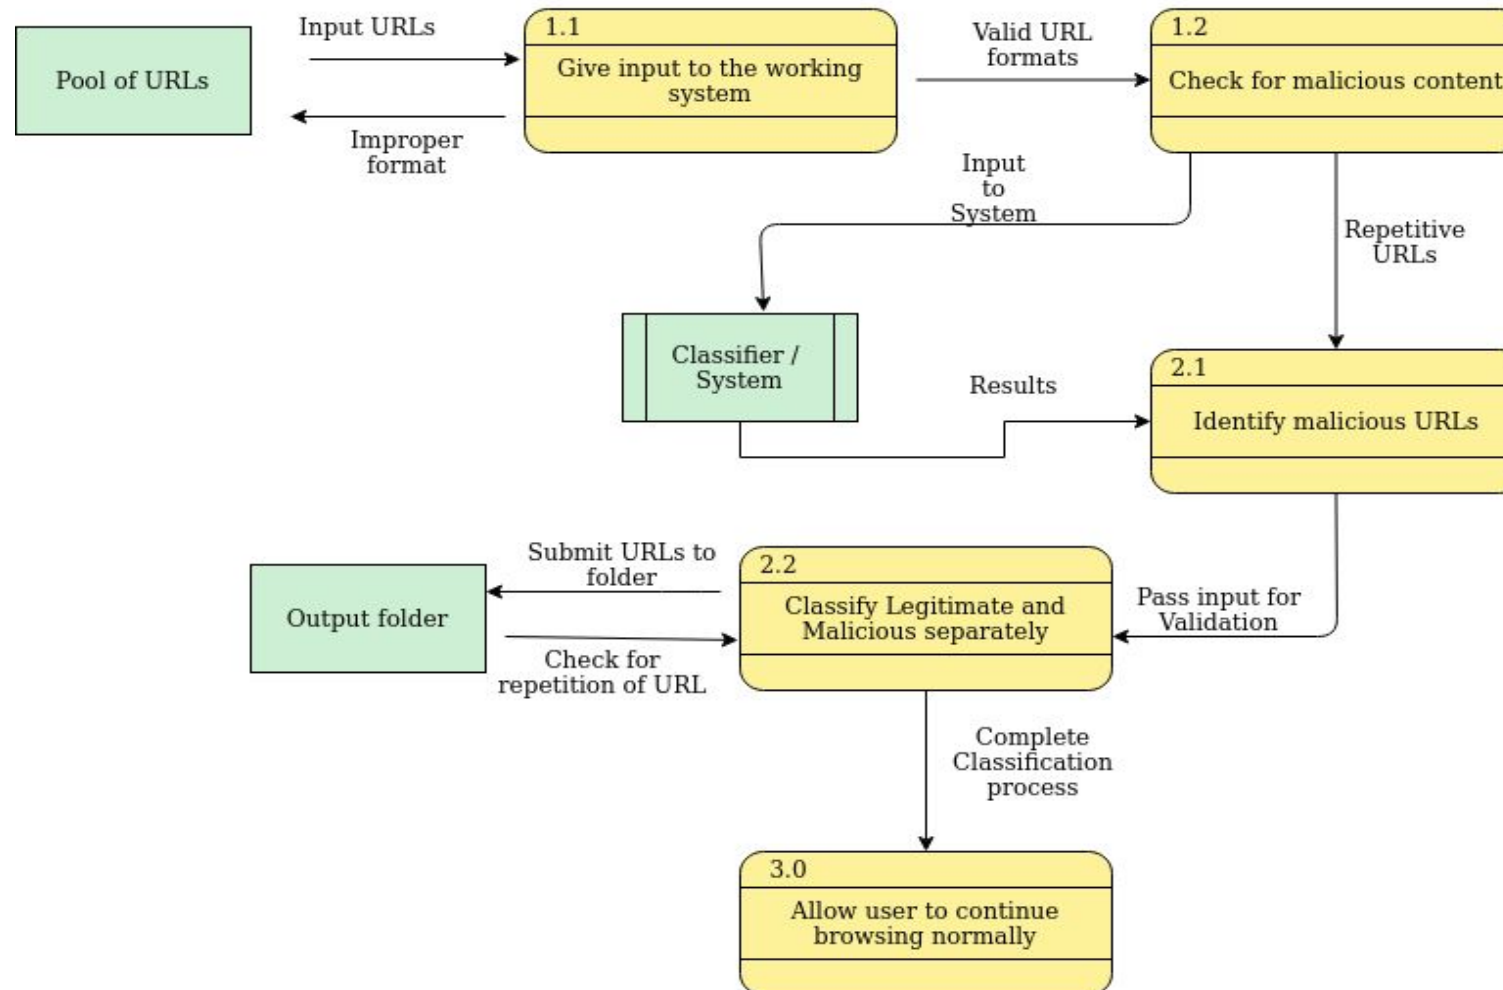 Input URLs
1.1
Valid URL
formats
1.2
Pool of URLs
Give input to the working
system
Check for malicious content
Improper
format
Input
to
System
Repetitive
URLs
Classifier /
System
Results
2.1
Identify malicious URLs
Submit URLs to
folder
2.2
Output folder
Classify Legitimate and
Malicious separately
Pass input for
Validation
Check for
repetition of URL
Complete
Classification
process
3.0
Allow user to continue
browsing normally